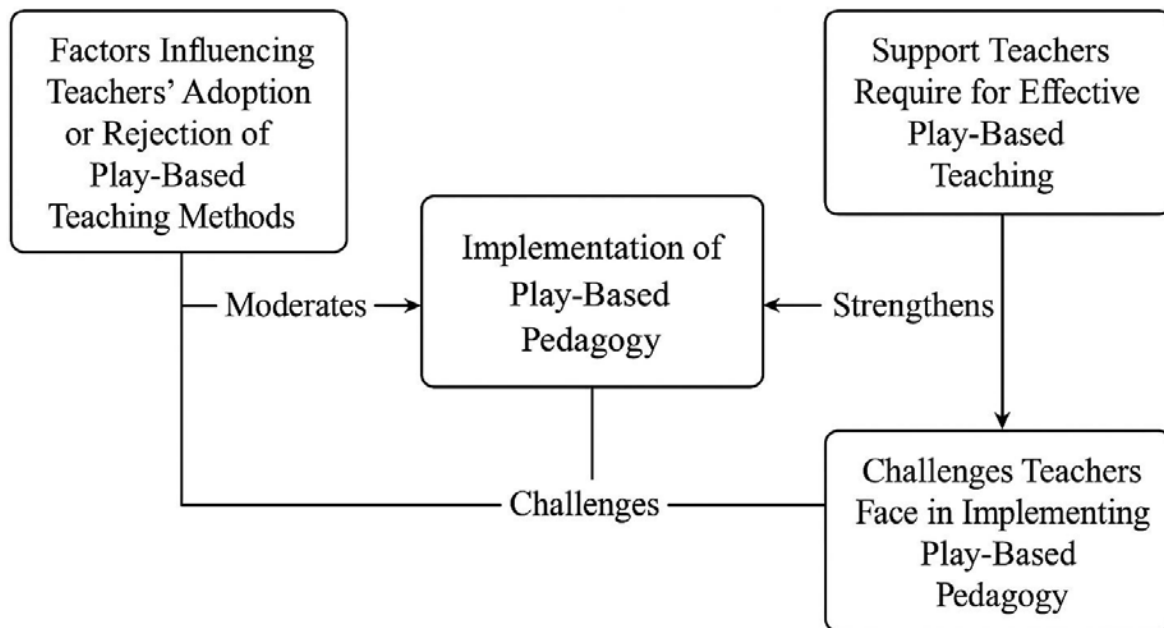 Factors Influencing
Teachers’ Adoption
or Rejection of
Play-Based
Teaching Methods
Support Teachers
Require for Effective
Play-Based
Teaching
Implementation of
Play-Based
Pedagogy
Moderates
Strengthens
Challenges
Challenges Teachers
Face in Implementing
Play-Based
Pedagogy